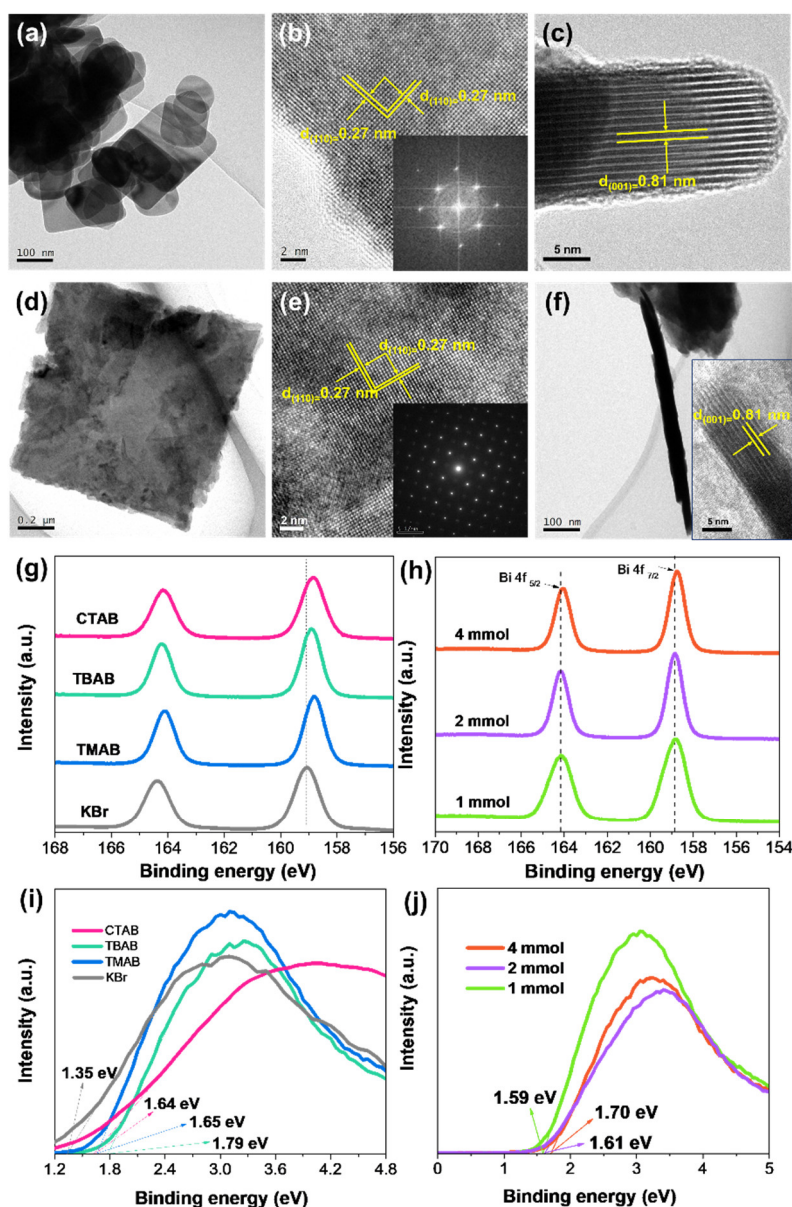 (a)
100 nm
(b)
d(110)=0.27 nm
d(110)=0.27 nm
2 nm
(c)
d(001)=0.81 nm
5 nm
(d)
0.2 µm
(e)
d(110)=0.27 nm
d(110)=0.27 nm
2 nm
(f)
d(001)=0.81 nm
100 nm
5 nm
(g)
CTAB
TBAB
TMAB
KBr
Intensity (a.u.)
168 166 164 162 160 158 156
Binding energy (eV)
(h)
Bi 4f 5/2
Bi 4f 7/2
4 mmol
2 mmol
1 mmol
Intensity (a.u.)
170 168 166 164 162 160 158 156 154
Binding energy (eV)
(i)
CTAB
TBAB
TMAB
KBr
1.35 eV
1.64 eV
1.65 eV
1.79 eV
Intensity (a.u.)
1.2 1.8 2.4 3.0 3.6 4.2 4.8
Binding energy (eV)
(j)
4 mmol
2 mmol
1 mmol
1.59 eV
1.70 eV
1.61 eV
Intensity (a.u.)
0 1 2 3 4 5
Binding energy (eV)